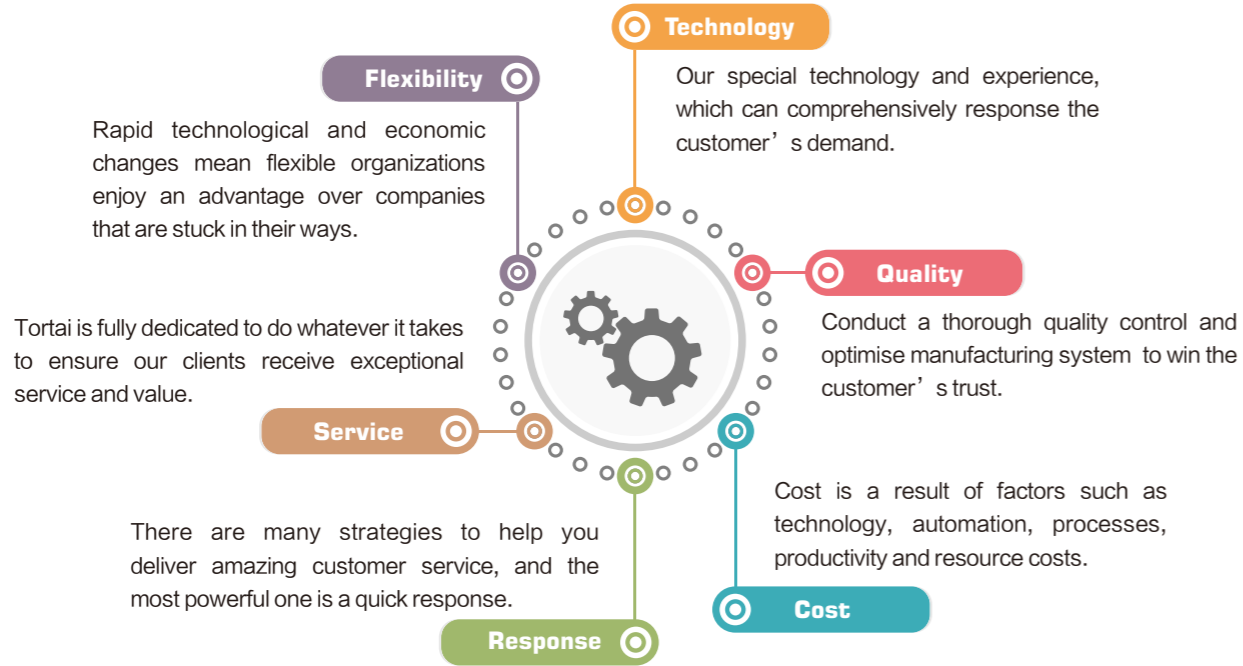 Technology
Our special technology and experience,
which can comprehensively response the
customer’s demand.
Flexibility
Rapid technological and economic
changes mean flexible organizations
enjoy an advantage over companies
that are stuck in their ways.
Quality
Conduct a thorough quality control and
optimise manufacturing system to win the
customer’s trust.
Tortai is fully dedicated to do whatever it takes
to ensure our clients receive exceptional
service and value.
Service
Cost is a result of factors such as
technology, automation, processes,
productivity and resource costs.
Cost
There are many strategies to help you
deliver amazing customer service, and the
most powerful one is a quick response.
Response